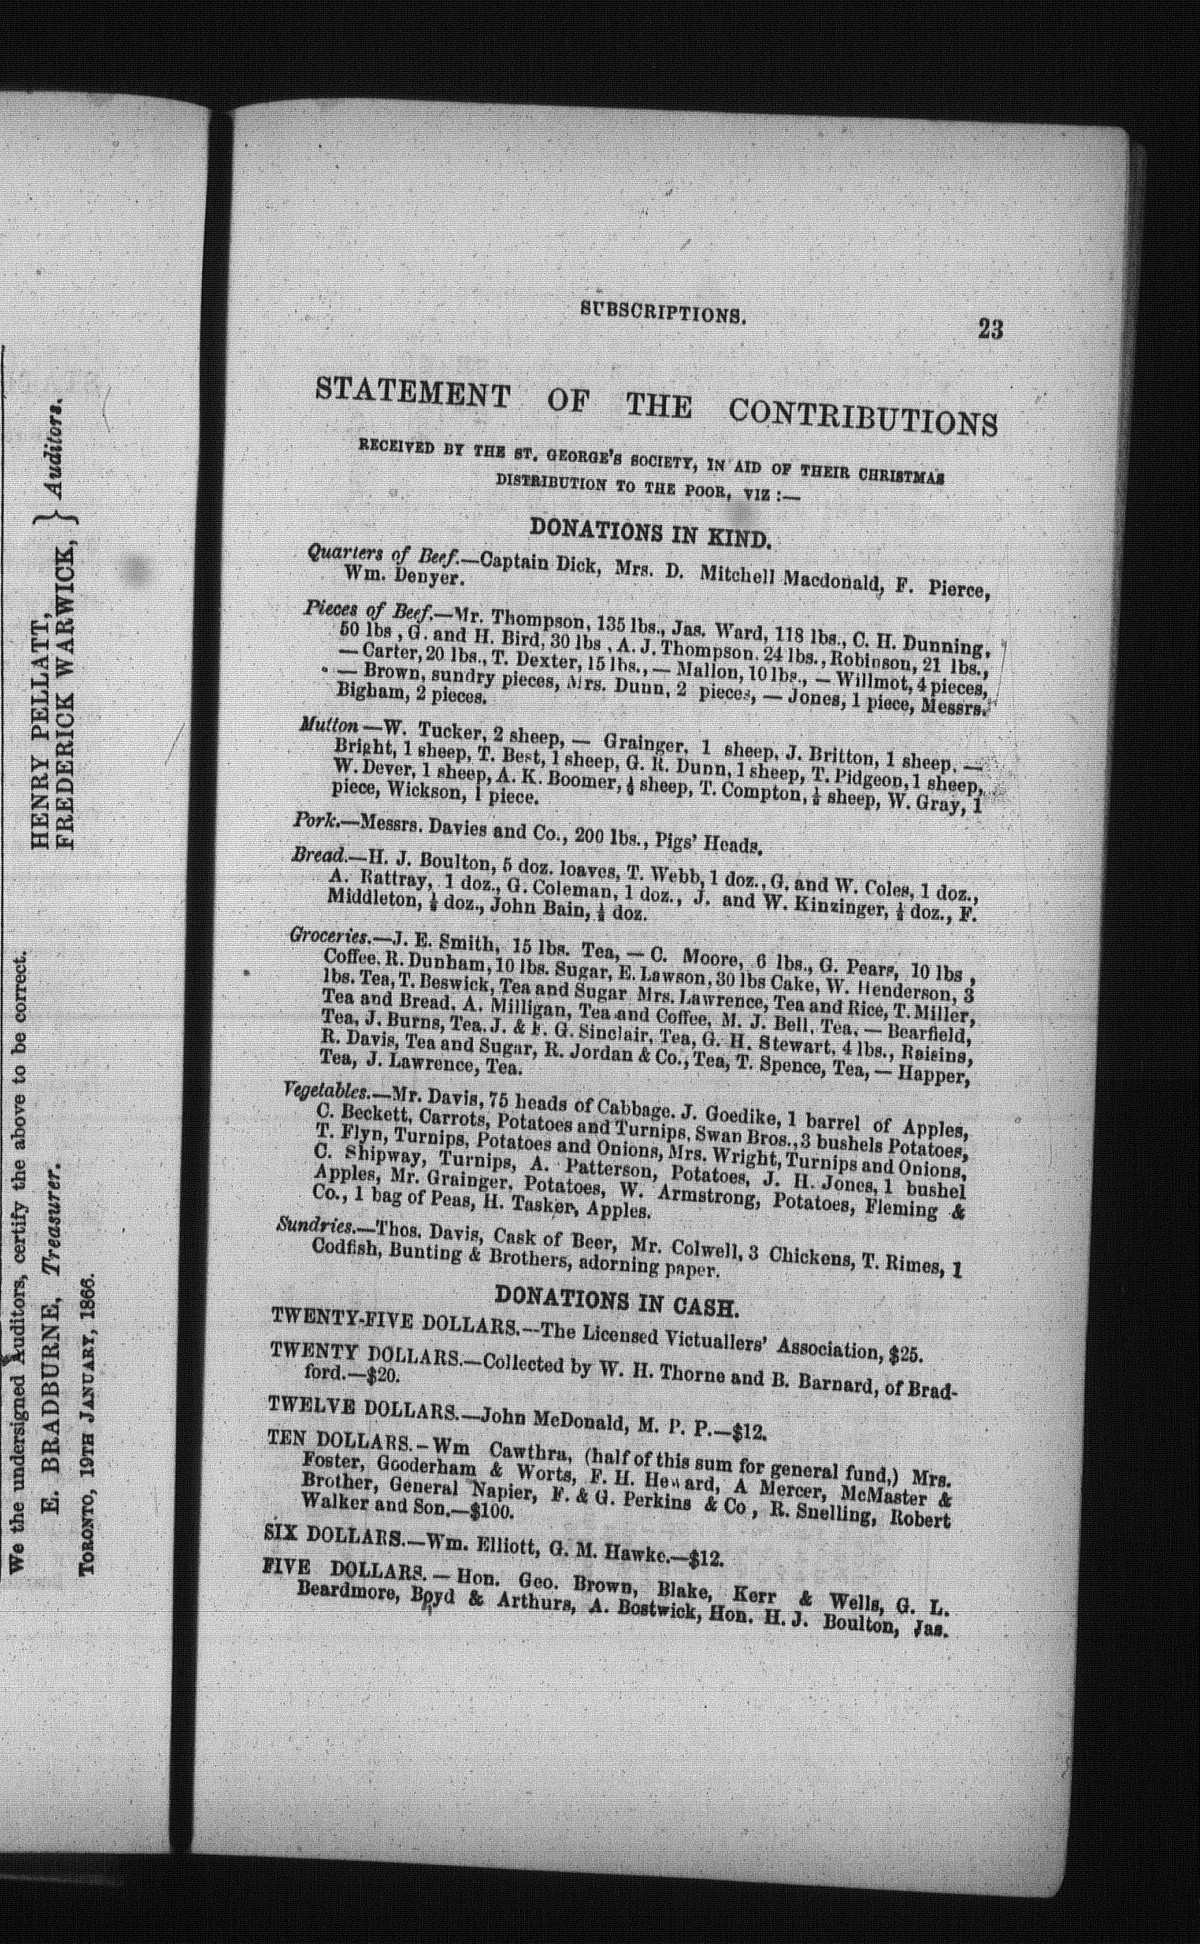 We the undersigned Auditors, certify the above to be correct.
HENRY PELLATT,
FREDERICK WARWICK, } Auditors.
E. BRADBURNE, Treasurer.
TORONTO, 19TH JANUARY, 1866.
SUBSCRIPTIONS.
23
STATEMENT OF THE CONTRIBUTIONS
RECEIVED BY THE ST. GEORGE'S SOCIETY, IN AID OF THEIR CHRISTMAS
DISTRIBUTION TO THE POOR, VIZ :—
DONATIONS IN KIND.
Quarters of Beef.—Captain Dick, Mrs. D. Mitchell Macdonald, F. Pierce,
Wm. Denyer.
Pieces of Beef.—Mr. Thompson, 135 lbs., Jas. Ward, 118 lbs., C. H. Dunning,
50 lbs , G. and H. Bird, 30 lbs , A. J. Thompson. 24 lbs., Robinson, 21 lbs.,
— Carter, 20 lbs., T. Dexter, 15 lbs., — Mallon, 10 lbs., — Willmot, 4 pieces,
— Brown, sundry pieces, Mrs. Dunn, 2 pieces, — Jones, 1 piece, Messrs.
Bigham, 2 pieces.
Mutton —W. Tucker, 2 sheep, — Grainger, 1 sheep, J. Britton, 1 sheep, —
Bright, 1 sheep, T. Best, 1 sheep, G. R. Dunn, 1 sheep, T. Pidgeon, 1 sheep,
W. Dever, 1 sheep, A. K. Boomer, ½ sheep, T. Compton, ½ sheep, W. Gray, 1
piece, Wickson, 1 piece.
Pork.—Messrs. Davies and Co., 200 lbs., Pigs' Heads.
Bread.—H. J. Boulton, 5 doz. loaves, T. Webb, 1 doz., G. and W. Coles, 1 doz.,
A. Rattray, 1 doz., G. Coleman, 1 doz., J. and W. Kinzinger, ½ doz., F.
Middleton, ½ doz., John Bain, ½ doz.
Groceries.—J. E. Smith, 15 lbs. Tea, — C. Moore, 6 lbs., G. Pears, 10 lbs ,
Coffee, R. Dunham, 10 lbs. Sugar, E. Lawson, 30 lbs Cake, W. Henderson, 3
lbs. Tea, T. Beswick, Tea and Sugar Mrs. Lawrence, Tea and Rice, T. Miller,
Tea and Bread, A. Milligan, Tea and Coffee, M. J. Bell, Tea, — Bearfield,
Tea, J. Burns, Tea. J. & F. G. Sinclair, Tea, G. H. Stewart, 4 lbs., Raisins,
R. Davis, Tea and Sugar, R. Jordan & Co., Tea, T. Spence, Tea, — Happer,
Tea, J. Lawrence, Tea.
Vegetables.—Mr. Davis, 75 heads of Cabbage. J. Goedike, 1 barrel of Apples,
C. Beckett, Carrots, Potatoes and Turnips, Swan Bros., 3 bushels Potatoes,
T. Flyn, Turnips, Potatoes and Onions, Mrs. Wright, Turnips and Onions,
C. Shipway, Turnips, A. Patterson, Potatoes, J. H. Jones, 1 bushel
Apples, Mr. Grainger, Potatoes, W. Armstrong, Potatoes, Fleming &
Co., 1 bag of Peas, H. Tasker, Apples.
Sundries.—Thos. Davis, Cask of Beer, Mr. Colwell, 3 Chickens, T. Rimes, 1
Codfish, Bunting & Brothers, adorning paper.
DONATIONS IN CASH.
TWENTY-FIVE DOLLARS.—The Licensed Victuallers' Association, $25.
TWENTY DOLLARS.—Collected by W. H. Thorne and B. Barnard, of Brad-
ford.—$20.
TWELVE DOLLARS.—John McDonald, M. P. P.—$12.
TEN DOLLARS.—Wm Cawthra, (half of this sum for general fund,) Mrs.
Foster, Gooderham & Worts, F. H. Heward, A Mercer, McMaster &
Brother, General Napier, F. & G. Perkins & Co , R. Snelling, Robert
Walker and Son.—$100.
SIX DOLLARS.—Wm. Elliott, G. M. Hawke.—$12.
FIVE DOLLARS.—Hon. Geo. Brown, Blake, Kerr & Wells, G. L.
Beardmore, Boyd & Arthurs, A. Bostwick, Hon. H. J. Boulton, Jas.